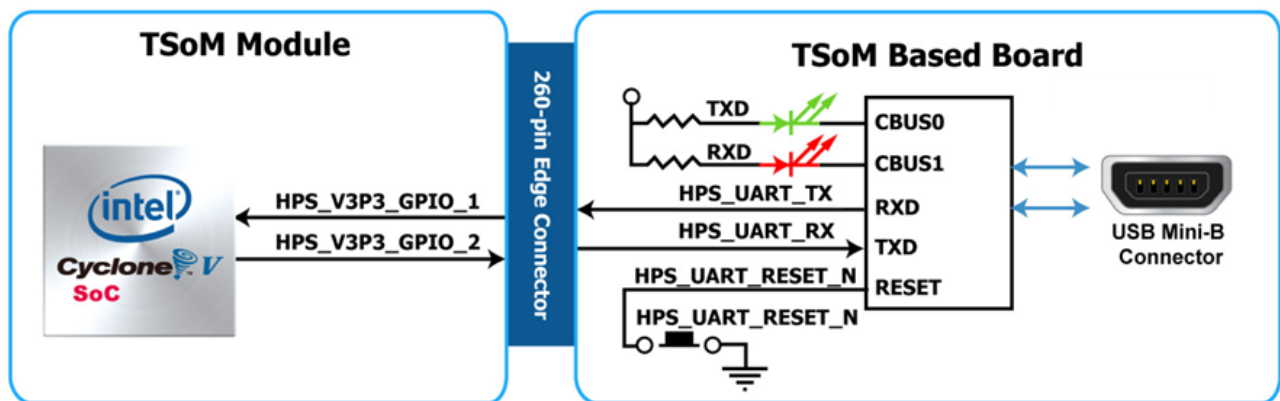 TSoM Module
intel
Cyclone V
SoC
HPS_V3P3_GPIO_1
HPS_V3P3_GPIO_2
260-pin Edge Connector
TSoM Based Board
TXD
RXD
HPS_UART_TX
HPS_UART_RX
HPS_UART_RESET_N
HPS_UART_RESET_N
CBUS0
CBUS1
RXD
TXD
RESET
USB Mini-B
Connector